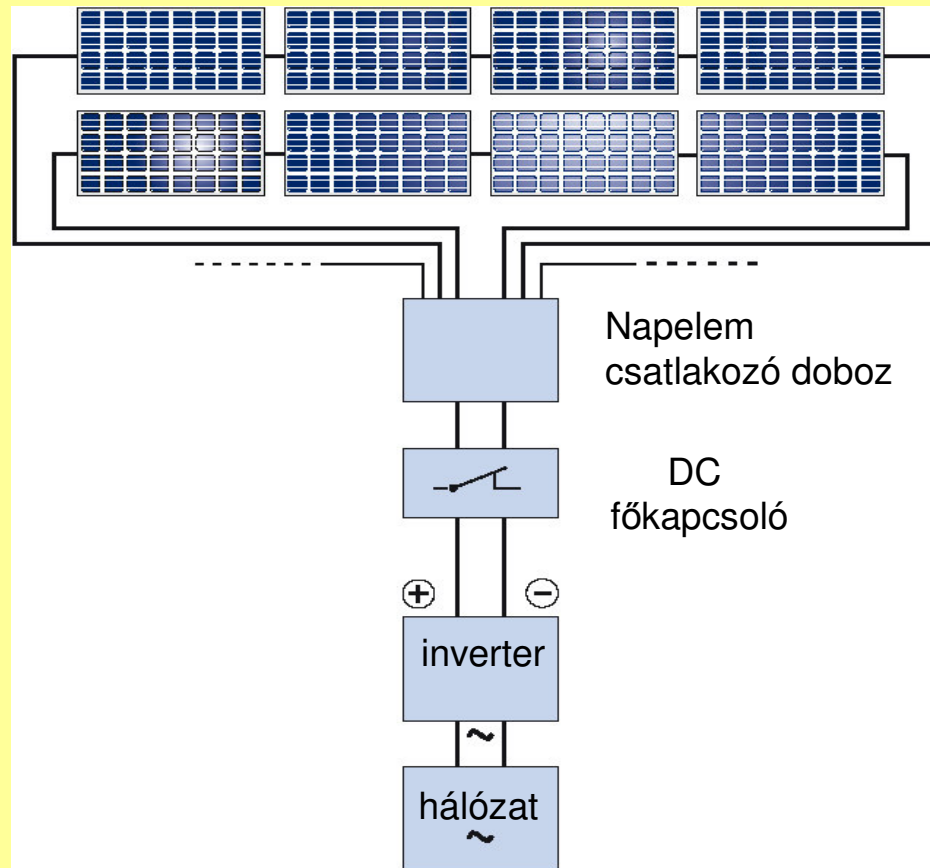 Napelem
csatlakozó doboz
DC
főkapcsoló
+ −
inverter
~
hálózat
~